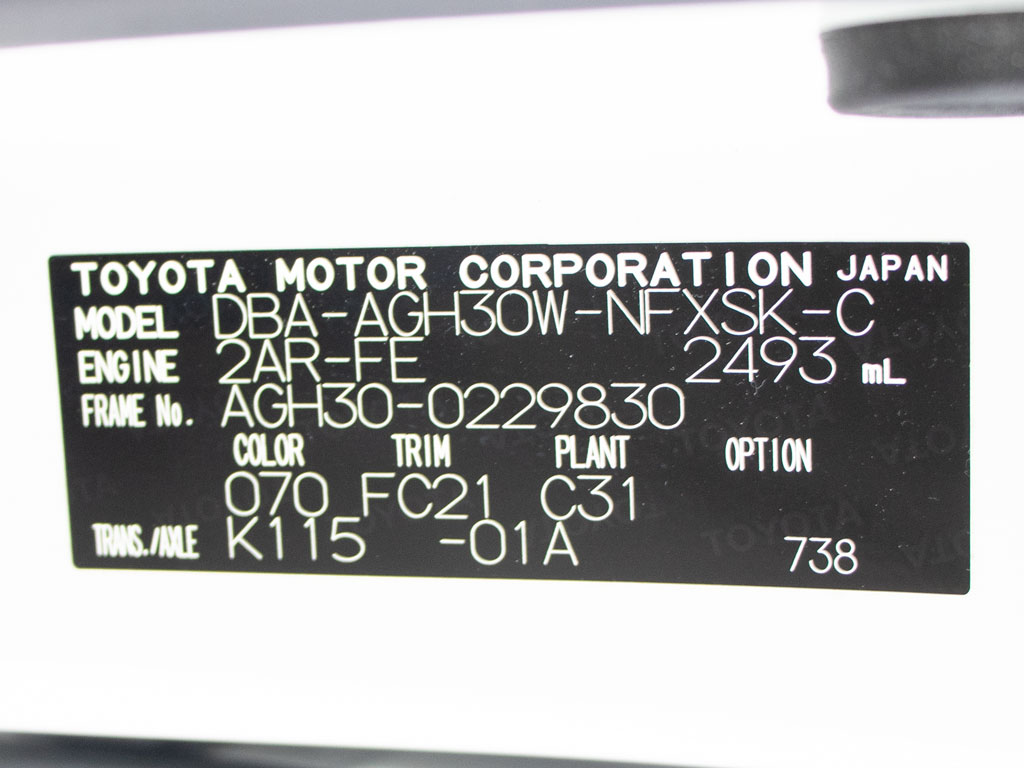 TOYOTA MOTOR CORPORATION JAPAN
MODEL DBA-AGH30W-NFXSK-C
ENGINE 2AR-FE 2493 mL
FRAME No. AGH30-0229830
COLOR TRIM PLANT OPTION
070 FC21 C31
TRANS./AXLE K115 -01A 738